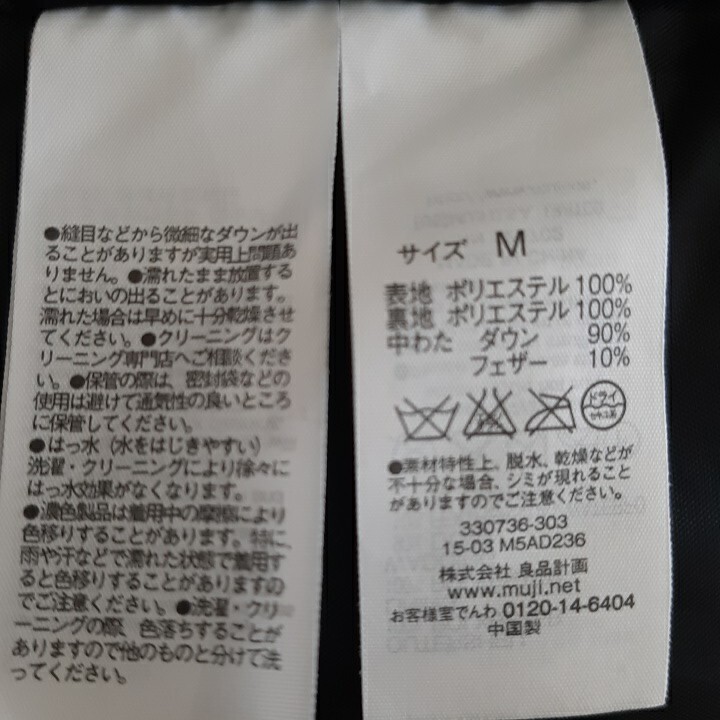 ●縫目などから微細なダウンが出
ることがありますが実用上問題あ
りません。●濡れたまま放置する
とにおいの出ることがあります。
濡れた場合は早めに十分乾燥させ
てください。●クリーニングはク
リーニング専門店へご相談くださ
い。●保管の際は、密封袋などの
使用は避けて通気性の良いところ
に保管してください。
●はっ水（水をはじきやすい）
洗濯・クリーニングにより徐々に
はっ水効果がなくなります。
●濃色製品は着用中の摩擦により
色移りすることがあります。特に、
雨や汗などで濡れた状態で着用す
ると色移りすることがありますの
でご注意ください。●洗濯・クリ
ーニングの際、色落ちすることが
ありますので他のものと分けて洗
ってください。
サイズ M
表地 ポリエステル 100%
裏地 ポリエステル 100%
中わた ダウン 90%
フェザー 10%
ドライ
セキユ系
●素材特性上、脱水、乾燥などが
不十分な場合、シミが現れること
がありますのでご注意ください。
330736-303
15-03 M5AD236
株式会社 良品計画
www.muji.net
お客様室でんわ 0120-14-6404
中国製